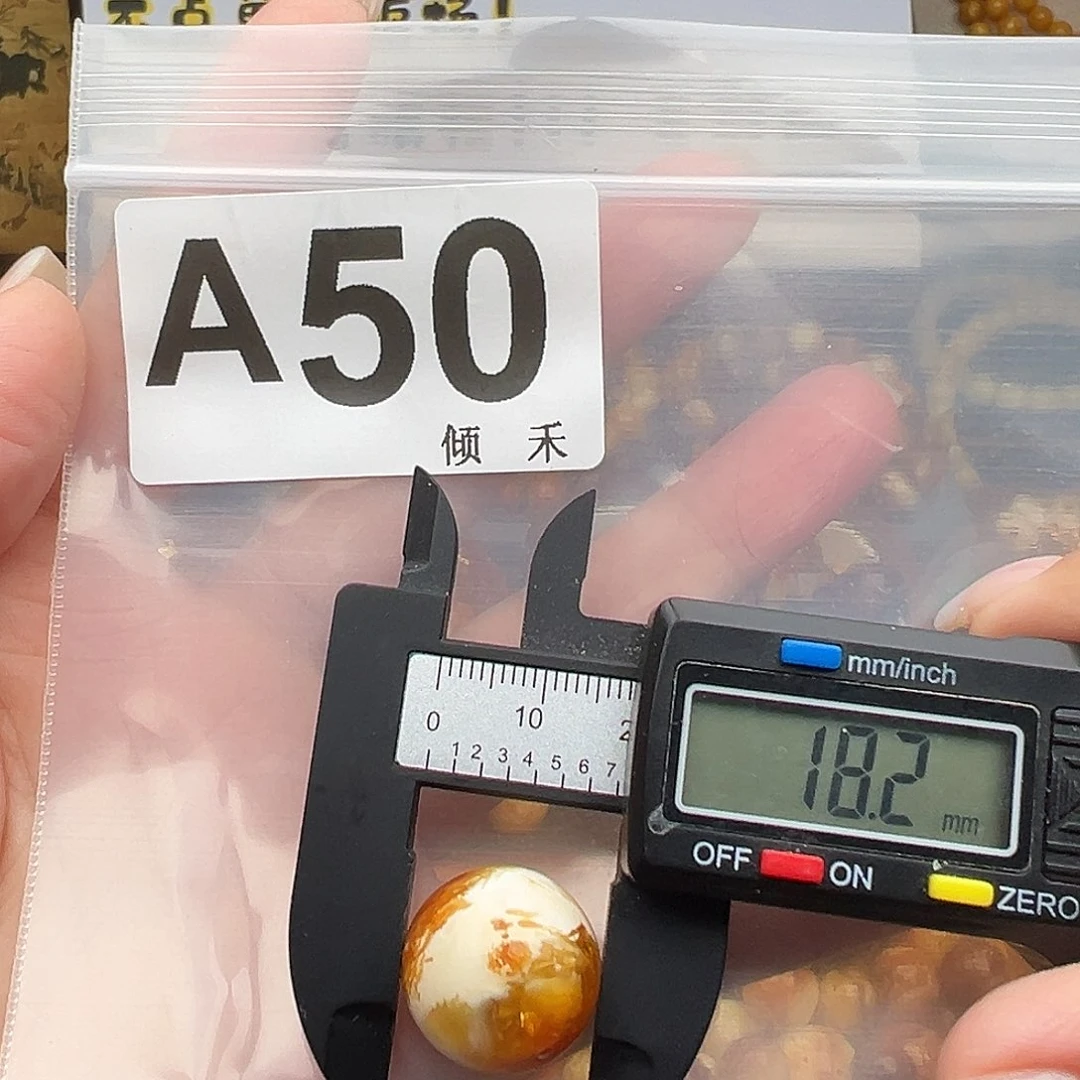 A50
倾 禾
mm/inch
0 10
1 2 3 4 5 6 7
18.2 mm
OFF ON ZERO